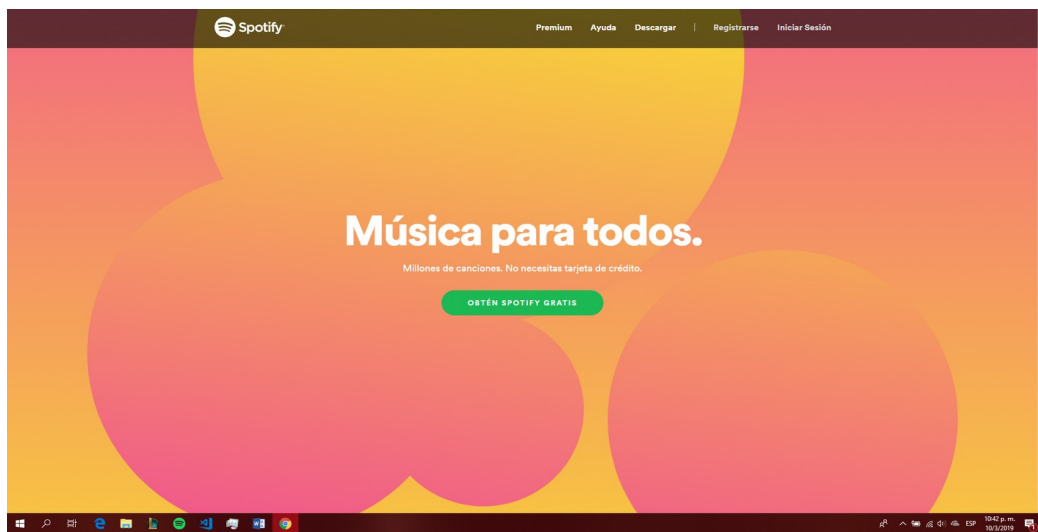 Spotify
Premium Ayuda Descargar | Registrarse Iniciar Sesión
Música para todos.
Millones de canciones. No necesitas tarjeta de crédito.
OBTÉN SPOTIFY GRATIS
ESP
10:42 p. m.
10/3/2019